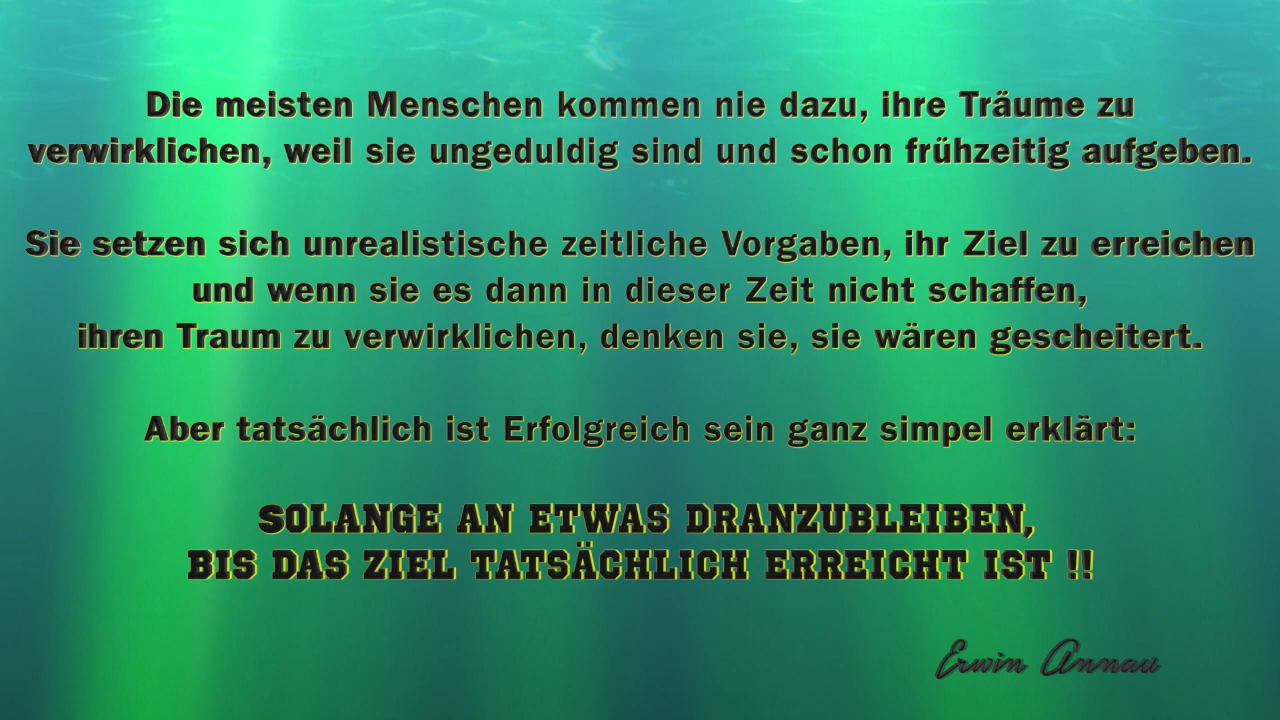 Die meisten Menschen kommen nie dazu, ihre Träume zu
verwirklichen, weil sie ungeduldig sind und schon frühzeitig aufgeben.
Sie setzen sich unrealistische zeitliche Vorgaben, ihr Ziel zu erreichen
und wenn sie es dann in dieser Zeit nicht schaffen,
ihren Traum zu verwirklichen, denken sie, sie wären gescheitert.
Aber tatsächlich ist Erfolgreich sein ganz simpel erklärt:
SOLANGE AN ETWAS DRANZUBLEIBEN,
BIS DAS ZIEL TATSÄCHLICH ERREICHT IST !!
Erwin Annau